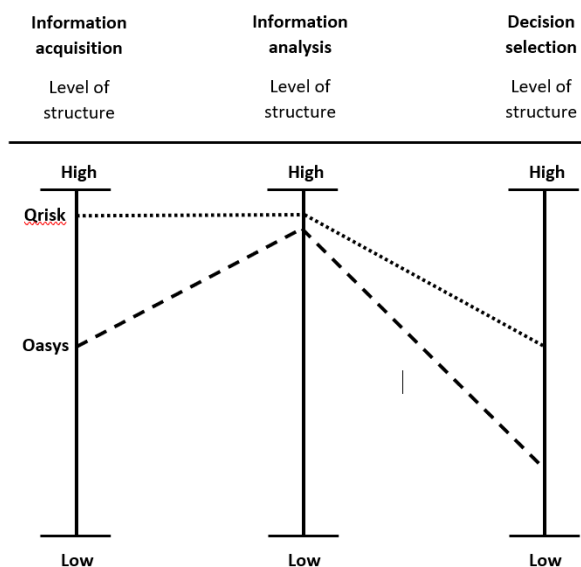 Information acquisition
Level of structure
Information analysis
Level of structure
Decision selection
Level of structure
High
High
High
Qrisk
Oasys
Low
Low
Low